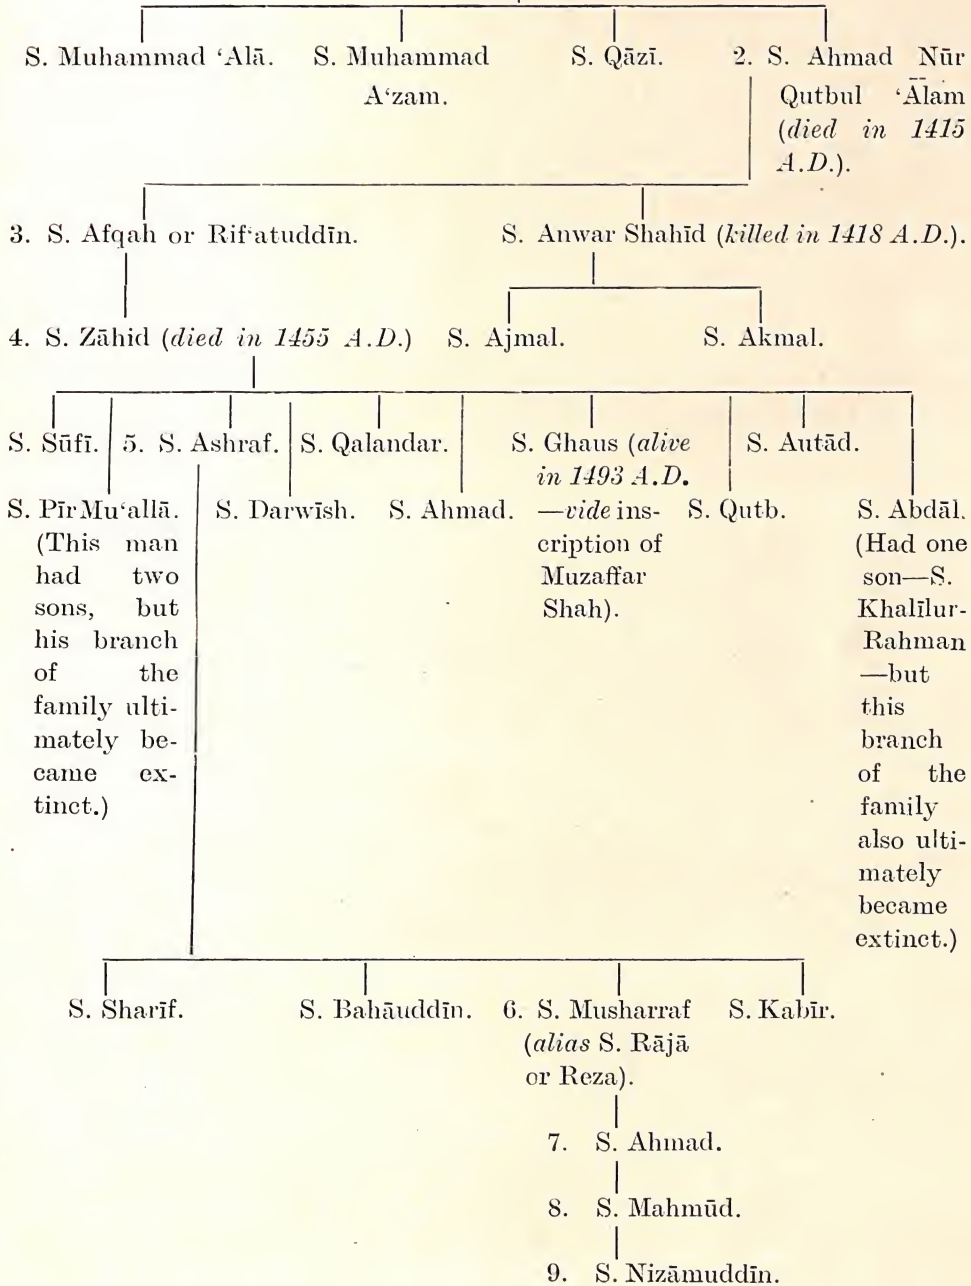 S. Muhammad ‘Alā. S. Muhammad A‘zam. S. Qāzī. 2. S. Ahmad Nūr Qutbul ‘Ālam (died in 1415 A.D.).
3. S. Afqah or Rif‘atuddīn. S. Anwar Shahīd (killed in 1418 A.D.).
4. S. Zāhid (died in 1455 A.D.) S. Ajmal. S. Akmal.
S. Sūfī. 5. S. Ashraf. S. Qalandar. S. Ghaus (alive in 1493 A.D. —vide inscription of Muzaffar Shah). S. Autād.
S. Pīr Mu‘allā. (This man had two sons, but his branch of the family ultimately became extinct.)
S. Darwīsh. S. Ahmad. S. Qutb.
S. Abdāl. (Had one son—S. Khalīlur-Rahman—but this branch of the family also ultimately became extinct.)
S. Sharīf. S. Bahāuddīn. 6. S. Musharraf (alias S. Rājā or Reza). S. Kabīr.
7. S. Ahmad.
8. S. Mahmūd.
9. S. Nizāmuddīn.